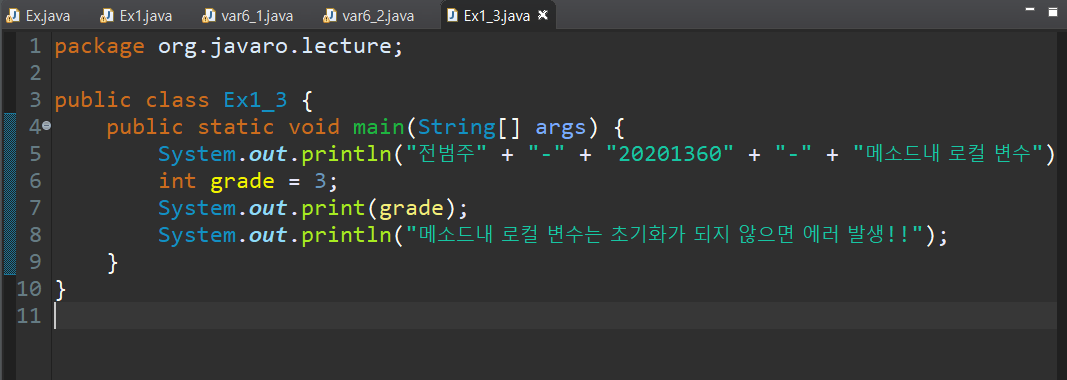 Ex.java Ex1.java var6_1.java var6_2.java Ex1_3.java
1 package org.javaro.lecture;
2
3 public class Ex1_3 {
4 public static void main(String[] args) {
5 System.out.println("전범주" + "-" + "20201360" + "-" + "메소드내 로컬 변수")
6 int grade = 3;
7 System.out.print(grade);
8 System.out.println("메소드내 로컬 변수는 초기화가 되지 않으면 에러 발생!!");
9 }
10 }
11